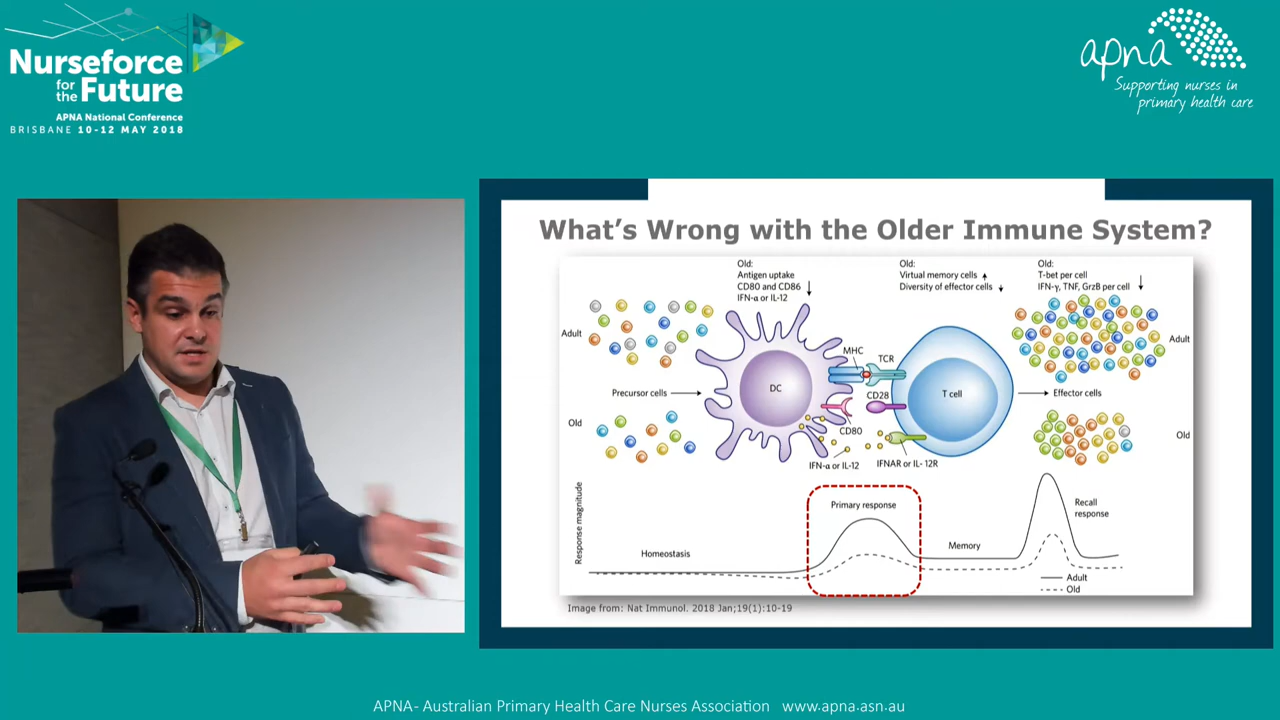 Nurseforce
for the Future
APNA National Conference
BRISBANE 10-12 MAY 2018
apna
Supporting nurses in
primary health care
What's Wrong with the Older Immune System?
Old:
Antigen uptake
CD80 and CD86
IFN-α or IL-12
Old:
Virtual memory cells
Diversity of effector cells
Old:
T-bet per cell
IFN-γ, TNF, GrzB per cell
Adult
Adult
MHC
TCR
Precursor cells
DC
CD28
T cell
Effector cells
Old
CD80
Old
IFN-α or IL-12
IFNAR or IL-12R
Response magnitude
Homeostasis
Primary response
Memory
Recall
response
Adult
Old
Image from: Nat Immunol. 2018 Jan;19(1):10-19
APNA- Australian Primary Health Care Nurses Association www.apna.asn.au